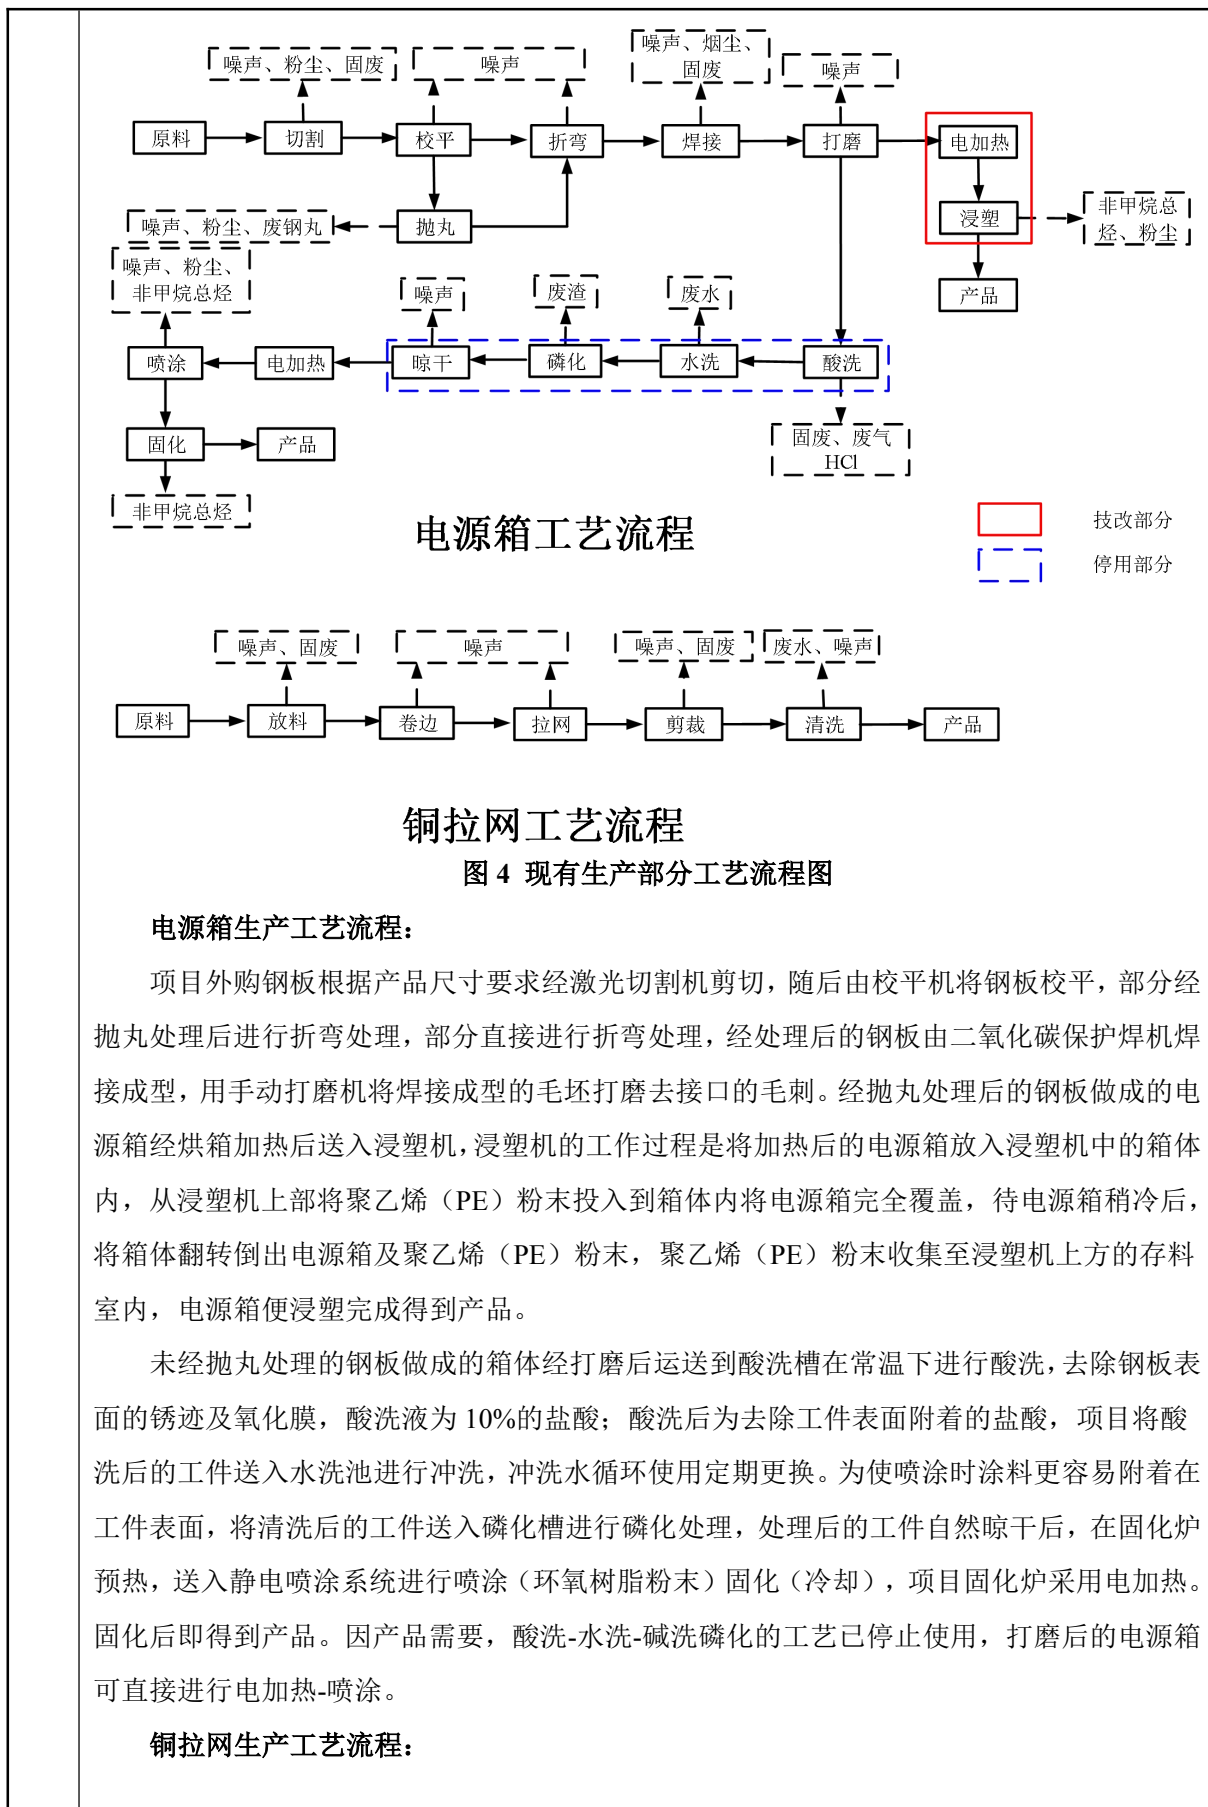 噪声、粉尘、固废
噪声
噪声、烟尘、
固废
噪声
原料
切割
校平
折弯
焊接
打磨
电加热
噪声、粉尘、废钢丸
抛丸
浸塑
非甲烷总
烃、粉尘
产品
噪声、粉尘、
非甲烷总烃
噪声
废渣
废水
喷涂
电加热
晾干
磷化
水洗
酸洗
固化
产品
固废、废气
HCl
非甲烷总烃
电源箱工艺流程
技改部分
停用部分
噪声、固废
噪声
噪声、固废
废水、噪声
原料
放料
卷边
拉网
剪裁
清洗
产品
铜拉网工艺流程
图 4 现有生产部分工艺流程图
电源箱生产工艺流程：
项目外购钢板根据产品尺寸要求经激光切割机剪切，随后由校平机将钢板校平，部分经
抛丸处理后进行折弯处理，部分直接进行折弯处理，经处理后的钢板由二氧化碳保护焊机焊
接成型，用手动打磨机将焊接成型的毛坯打磨去接口的毛刺。经抛丸处理后的钢板做成的电
源箱经烘箱加热后送入浸塑机，浸塑机的工作过程是将加热后的电源箱放入浸塑机中的箱体
内，从浸塑机上部将聚乙烯（PE）粉末投入到箱体内将电源箱完全覆盖，待电源箱稍冷后，
将箱体翻转倒出电源箱及聚乙烯（PE）粉末，聚乙烯（PE）粉末收集至浸塑机上方的存料
室内，电源箱便浸塑完成得到产品。
未经抛丸处理的钢板做成的箱体经打磨后运送到酸洗槽在常温下进行酸洗，去除钢板表
面的锈迹及氧化膜，酸洗液为 10%的盐酸；酸洗后为去除工件表面附着的盐酸，项目将酸
洗后的工件送入水洗池进行冲洗，冲洗水循环使用定期更换。为使喷涂时涂料更容易附着在
工件表面，将清洗后的工件送入磷化槽进行磷化处理，处理后的工件自然晾干后，在固化炉
预热，送入静电喷涂系统进行喷涂（环氧树脂粉末）固化（冷却），项目固化炉采用电加热。
固化后即得到产品。因产品需要，酸洗-水洗-碱洗磷化的工艺已停止使用，打磨后的电源箱
可直接进行电加热-喷涂。
铜拉网生产工艺流程：